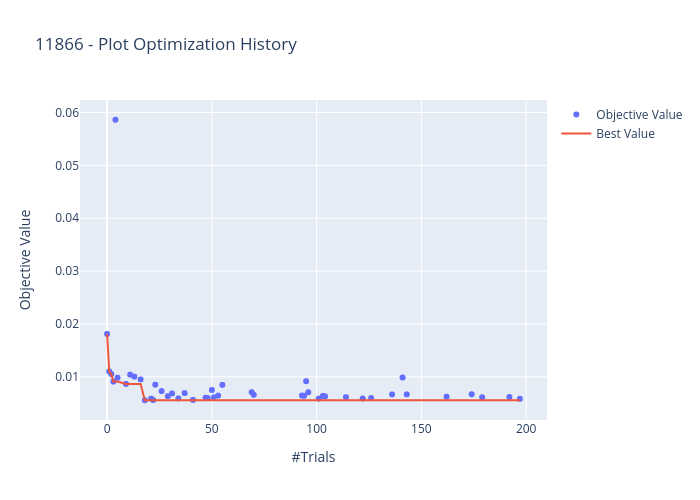 11866 - Plot Optimization History
Objective Value
Best Value
0.06
0.05
0.04
0.03
0.02
0.01
Objective Value
0
50
100
150
200
#Trials